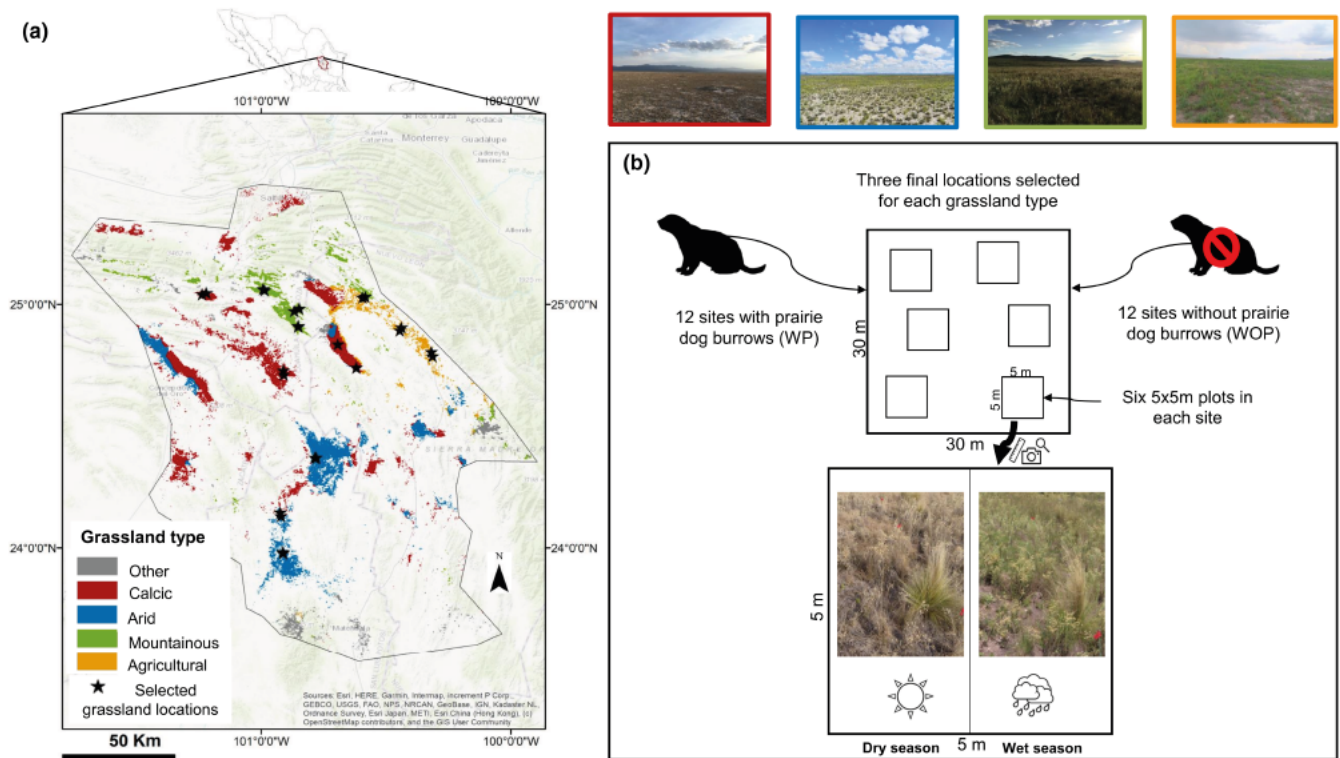 (a)
101°0'0"W
100°0'0"W
Apodaca
Santa
Catarina
Monterrey
Guadalupe
Cadereyta
Jiménez
Allende
25°0'0"N
25°0'0"N
24°0'0"N
24°0'0"N
Grassland type
Other
Calcic
Arid
Mountainous
Agricultural
Selected
grassland locations
N
Sources: Esri, HERE, Garmin, Intermap, increment P Corp.,
GEBCO, USGS, FAO, NPS, NRCAN, GeoBase, IGN, Kadaster NL,
Ordnance Survey, Esri Japan, METI, Esri China (Hong Kong), (c)
OpenStreetMap contributors, and the GIS User Community
50 Km
101°0'0"W
100°0'0"W
(b)
Three final locations selected
for each grassland type
12 sites with prairie
dog burrows (WP)
12 sites without prairie
dog burrows (WOP)
30 m
5 m
5 m
Six 5x5m plots in
each site
30 m
5 m
Dry season
5 m
Wet season